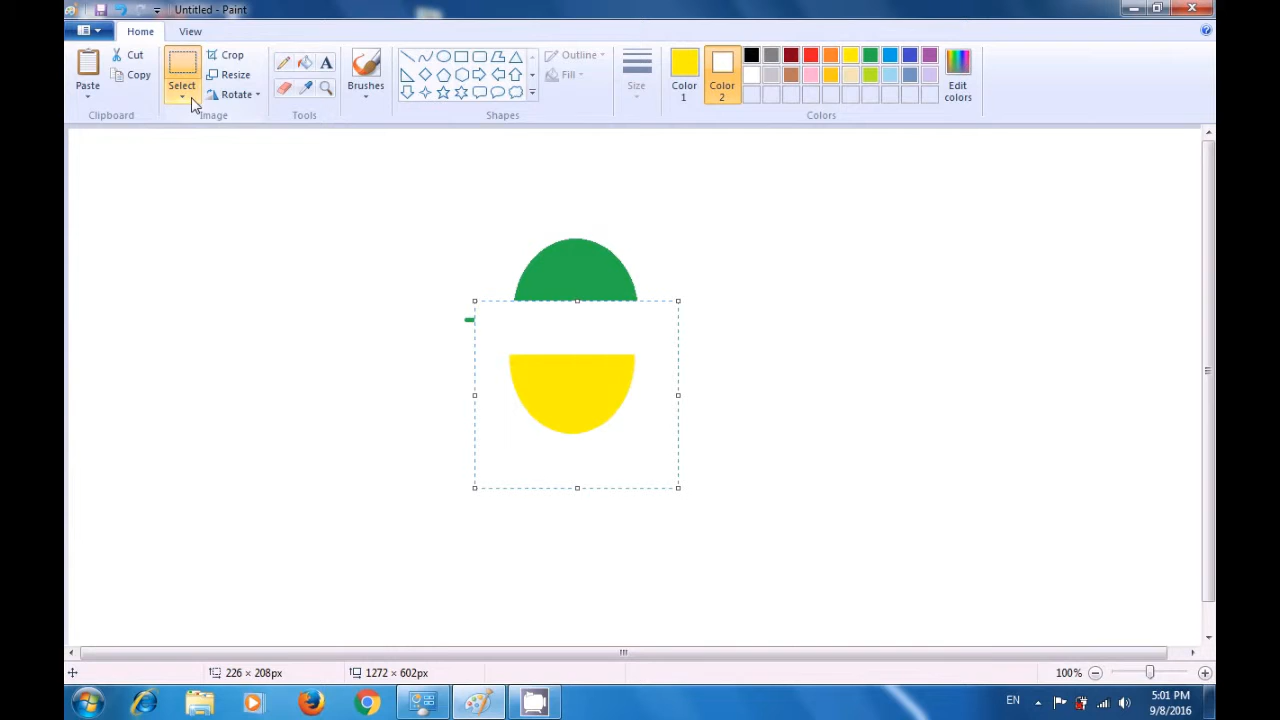 Untitled - Paint
Home View
Paste
Cut
Copy
Clipboard
Select
Crop
Resize
Rotate
Image
A
Tools
Brushes
Shapes
Outline
Fill
Size
Color 1
Color 2
Edit colors
Colors
226 × 208px
1272 × 602px
100%
EN
5:01 PM
9/8/2016